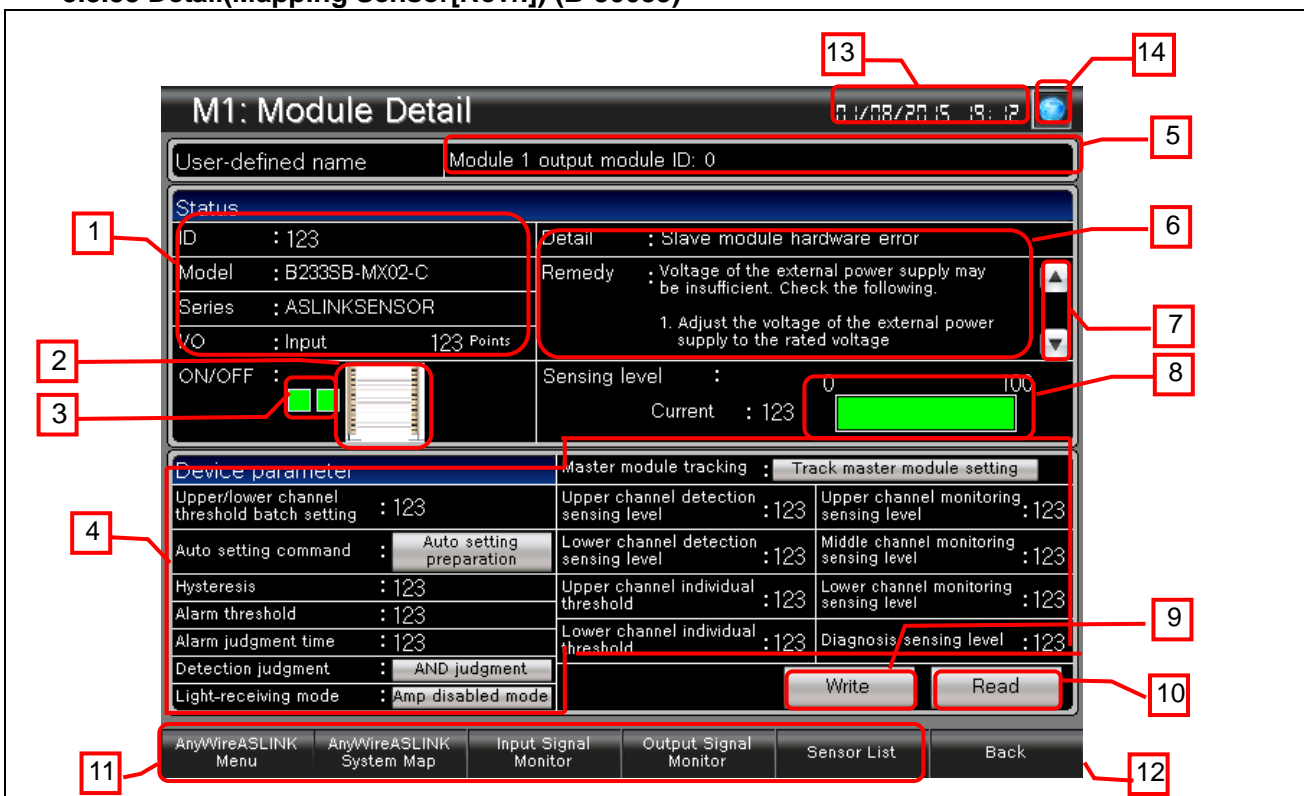 Detail(Mapping Sensor
13
14
M1: Module Detail
01/08/2015 19:12
5
User-defined name
Module 1 output module ID: 0
Status
1
ID : 123
Model : B233SB-MX02-C
Series : ASLINKSENSOR
I/O : Input 123 Points
Detail : Slave module hardware error
6
Remedy : Voltage of the external power supply may
be insufficient. Check the following.
1. Adjust the voltage of the external power
supply to the rated voltage
▲
▼
7
2
3
ON/OFF :
Sensing level :
Current : 123
0 100
8
4
Device parameter
Upper/lower channel
threshold batch setting : 123
Auto setting command : Auto setting
preparation
Hysteresis : 123
Alarm threshold : 123
Alarm judgment time : 123
Detection judgment : AND judgment
Light-receiving mode : Amp disabled mode
Master module tracking : Track master module setting
Upper channel detection
sensing level : 123
Lower channel detection
sensing level : 123
Upper channel individual
threshold : 123
Lower channel individual
threshold : 123
Upper channel monitoring
sensing level : 123
Middle channel monitoring
sensing level : 123
Lower channel monitoring
sensing level : 123
Diagnosis sensing level : 123
9
Write
Read
10
11
AnyWireASLINK
Menu
AnyWireASLINK
System Map
Input Signal
Monitor
Output Signal
Monitor
Sensor List
Back
12